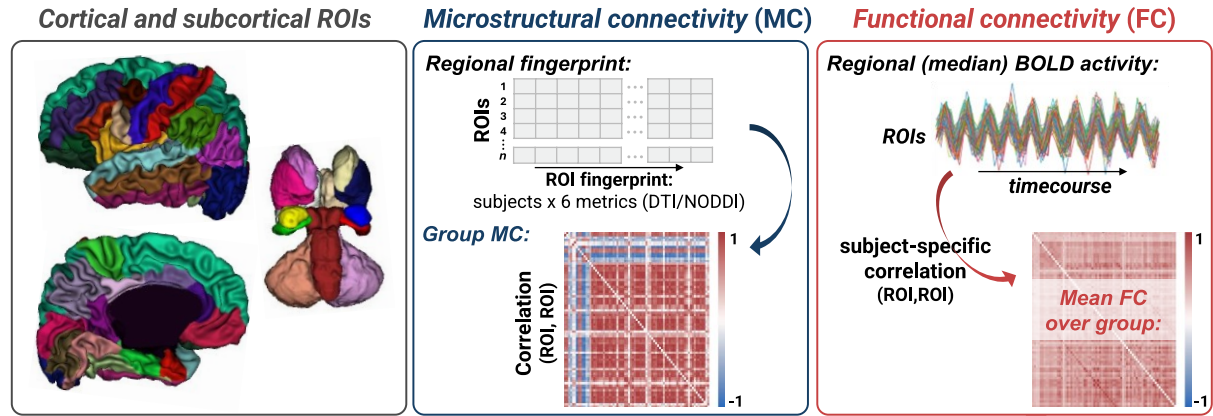 Cortical and subcortical ROIs
Microstructural connectivity (MC)
Functional connectivity (FC)
Regional fingerprint:
ROIs
1
2
3
4
n
ROI fingerprint:
subjects x 6 metrics (DTI/NODDI)
Group MC:
Correlation
(ROI, ROI)
1
-1
Regional (median) BOLD activity:
ROIs
timecourse
subject-specific
correlation
(ROI,ROI)
Mean FC
over group:
1
-1